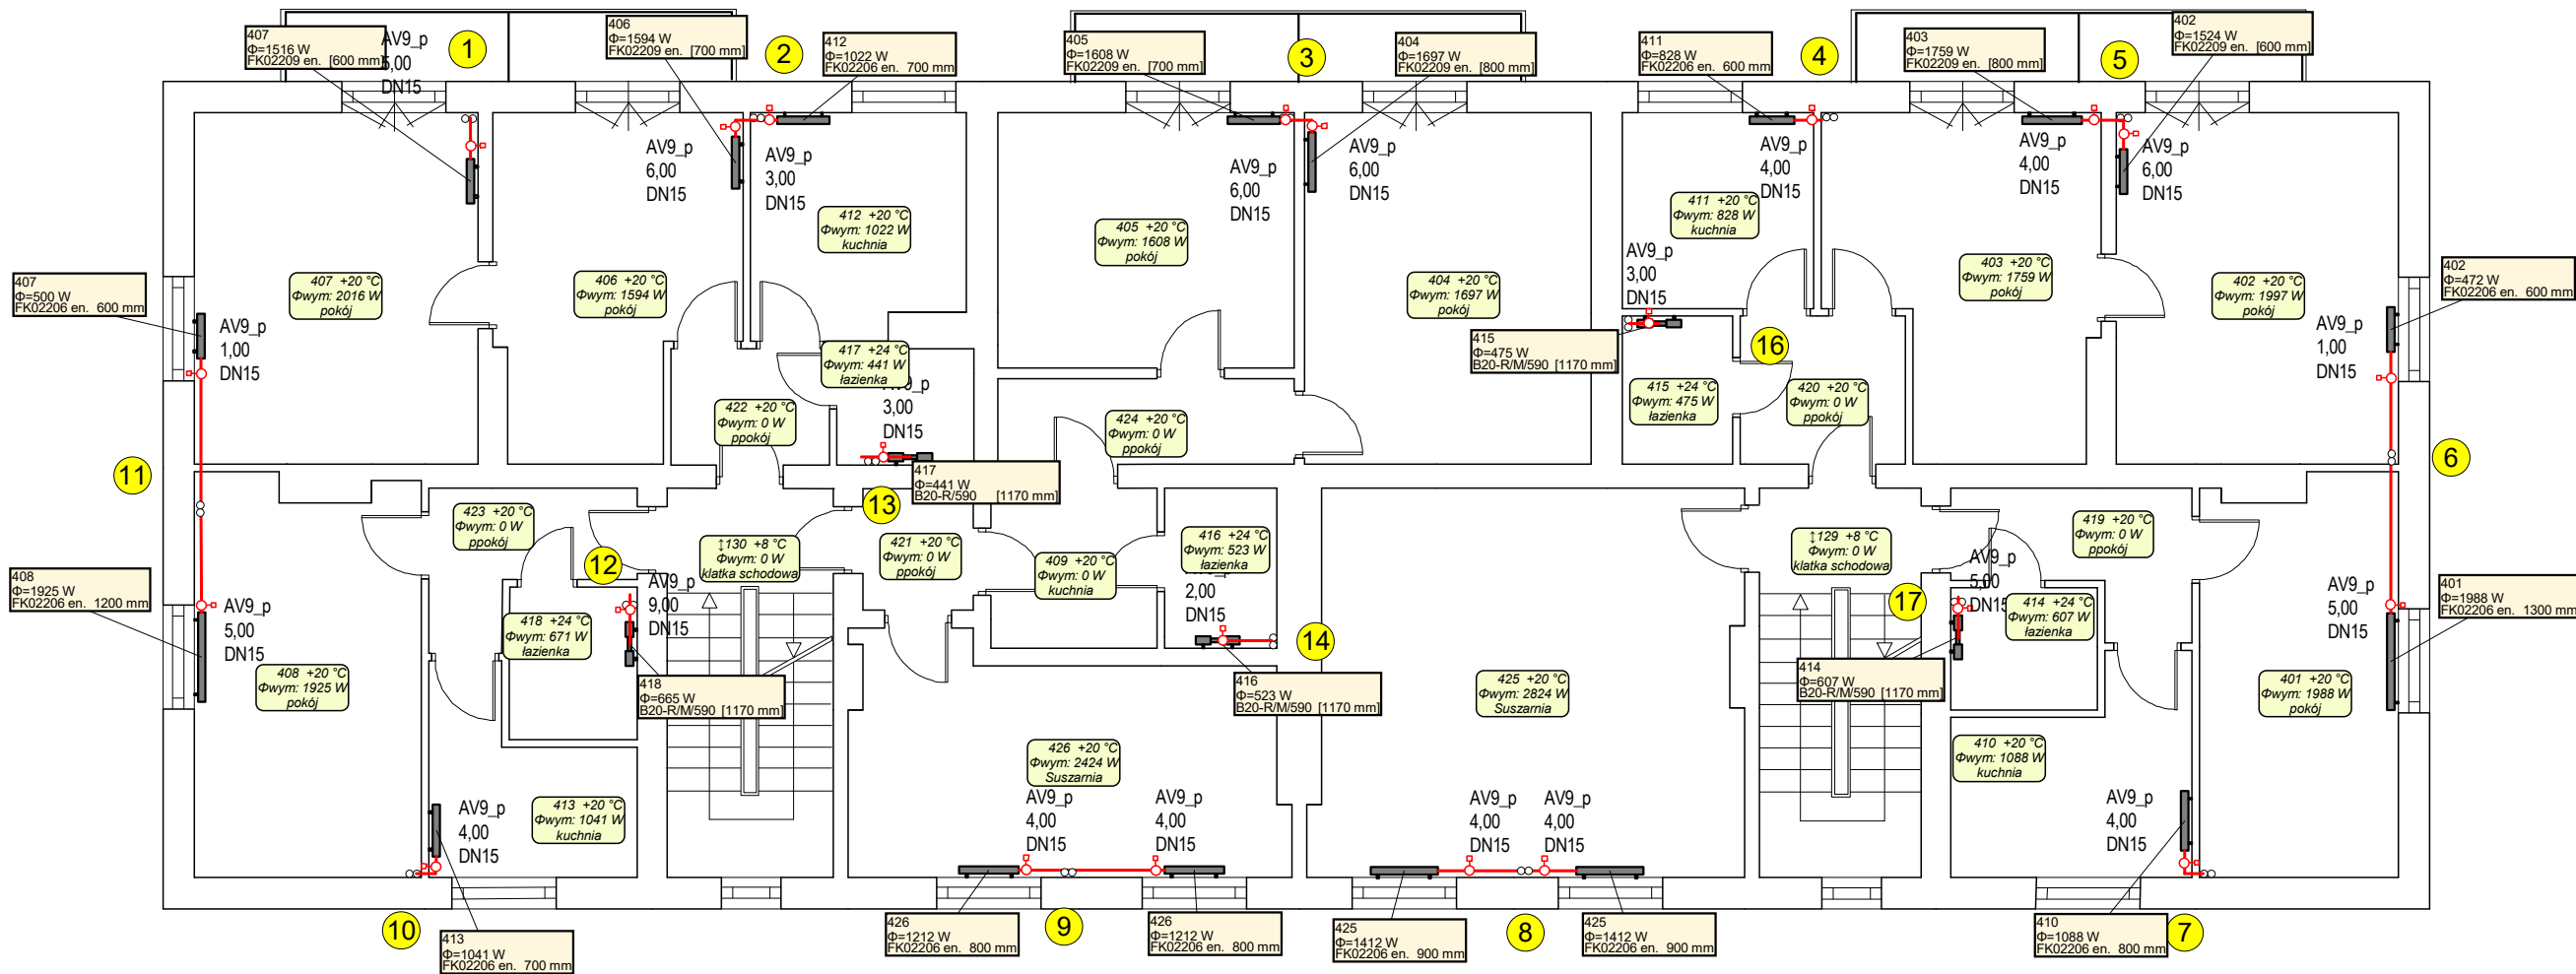 407
Φ=1516 W
FK02209 en.  [600 mm]
AV9_p
5,00
DN15
1
406
Φ=1594 W
FK02209 en.  [700 mm]
2
412
Φ=1022 W
FK02206 en.  700 mm
405
Φ=1608 W
FK02209 en.  [700 mm]
3
404
Φ=1697 W
FK02209 en.  [800 mm]
411
Φ=828 W
FK02206 en.  600 mm
4
403
Φ=1759 W
FK02209 en.  [800 mm]
5
402
Φ=1524 W
FK02209 en.  [600 mm]
AV9_p
6,00
DN15
AV9_p
3,00
DN15
AV9_p
6,00
DN15
AV9_p
6,00
DN15
AV9_p
4,00
DN15
AV9_p
4,00
DN15
AV9_p
6,00
DN15
412  +20 °C
Φwym: 1022 W
kuchnia
405  +20 °C
Φwym: 1608 W
pokój
411  +20 °C
Φwym: 828 W
kuchnia
407  +20 °C
Φwym: 2016 W
pokój
406  +20 °C
Φwym: 1594 W
pokój
404  +20 °C
Φwym: 1697 W
pokój
403  +20 °C
Φwym: 1759 W
pokój
402  +20 °C
Φwym: 1997 W
pokój
407
Φ=500 W
FK02206 en.  600 mm
AV9_p
1,00
DN15
AV9_p
3,00
DN15
402
Φ=472 W
FK02206 en.  600 mm
AV9_p
1,00
DN15
415
Φ=475 W
B20-R/M/590  [1170 mm]
16
417  +24 °C
Φwym: 441 W
łazienka
3,00
DN15
422  +20 °C
Φwym: 0 W
ppokój
424  +20 °C
Φwym: 0 W
ppokój
415  +24 °C
Φwym: 475 W
łazienka
420  +20 °C
Φwym: 0 W
ppokój
11
6
417
Φ=441 W
B20-R/590  [1170 mm]
13
423  +20 °C
Φwym: 0 W
ppokój
12
↕130  +8 °C
Φwym: 0 W
klatka schodowa
421  +20 °C
Φwym: 0 W
ppokój
409  +20 °C
Φwym: 0 W
kuchnia
416  +24 °C
Φwym: 523 W
łazienka
2,00
DN15
↕129  +8 °C
Φwym: 0 W
klatka schodowa
419  +20 °C
Φwym: 0 W
ppokój
408
Φ=1925 W
FK02206 en.  1200 mm
AV9_p
5,00
DN15
418  +24 °C
Φwym: 671 W
łazienka
AV9_p
9,00
DN15
14
17
AV9_p
5,00
DN15
414  +24 °C
Φwym: 607 W
łazienka
AV9_p
5,00
DN15
401
Φ=1988 W
FK02206 en.  1300 mm
408  +20 °C
Φwym: 1925 W
pokój
418
Φ=665 W
B20-R/M/590  [1170 mm]
416
Φ=523 W
B20-R/M/590  [1170 mm]
425  +20 °C
Φwym: 2824 W
Suszarnia
414
Φ=607 W
B20-R/M/590  [1170 mm]
401  +20 °C
Φwym: 1988 W
pokój
426  +20 °C
Φwym: 2424 W
Suszarnia
410  +20 °C
Φwym: 1088 W
kuchnia
AV9_p
4,00
DN15
413  +20 °C
Φwym: 1041 W
kuchnia
AV9_p
4,00
DN15
AV9_p
4,00
DN15
AV9_p
4,00
DN15
AV9_p
4,00
DN15
AV9_p
4,00
DN15
10
413
Φ=1041 W
FK02206 en.  700 mm
426
Φ=1212 W
FK02206 en.  800 mm
9
426
Φ=1212 W
FK02206 en.  800 mm
425
Φ=1412 W
FK02206 en.  900 mm
8
425
Φ=1412 W
FK02206 en.  900 mm
410
Φ=1088 W
FK02206 en.  800 mm
7